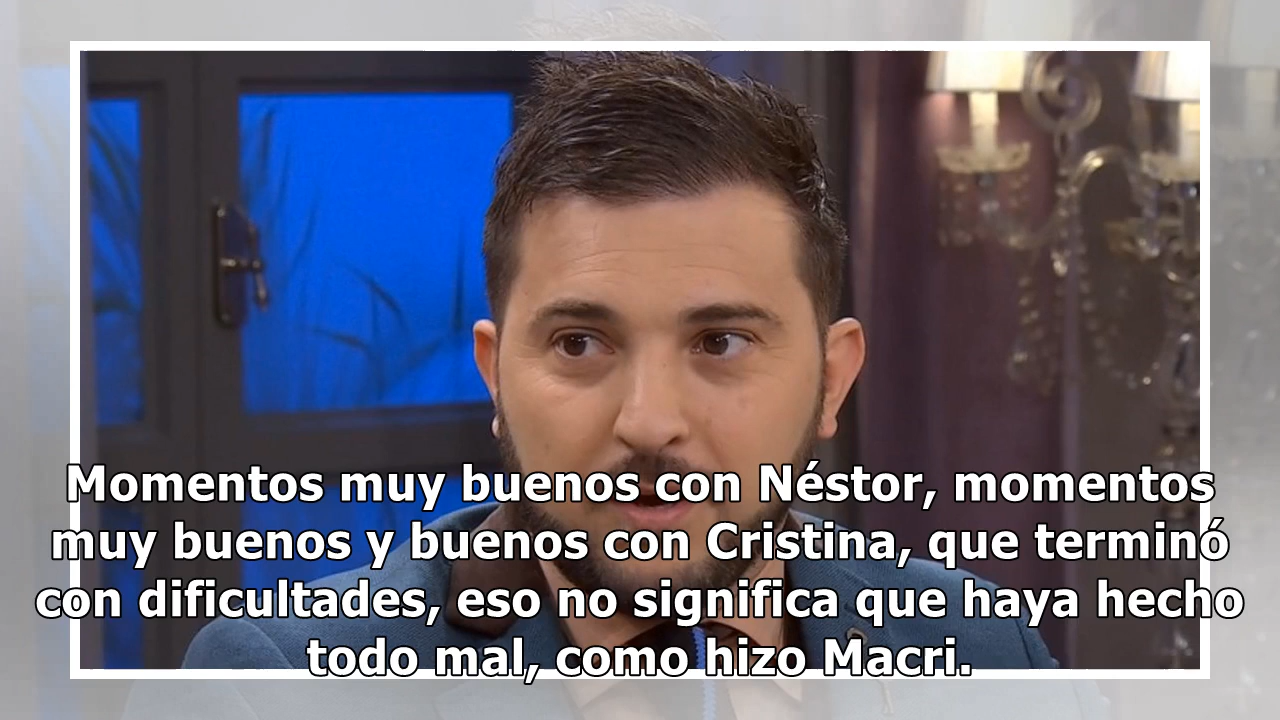 Momentos muy buenos con Néstor, momentos
muy buenos y buenos con Cristina, que terminó
con dificultades, eso no significa que haya hecho
todo mal, como hizo Macri.